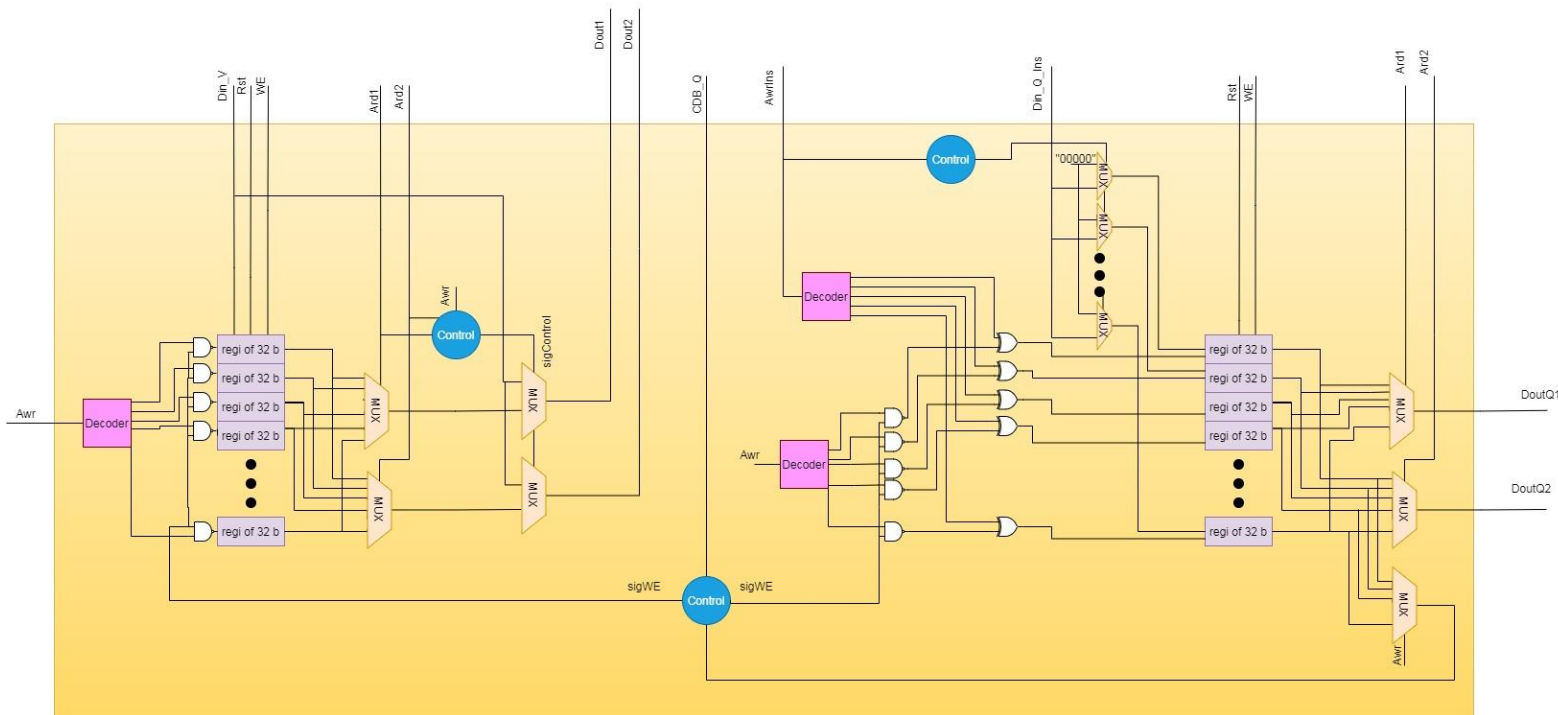 Dout1
Dout2
Din_V
Rst
WE
Ard1
Ard2
CDB_Q
AwrIns
Din_Q_Ins
Rst
WE
Ard1
Ard2
Control
"00000"
MUX
MUX
MUX
Awr
Control
sigControl
Decoder
regi of 32 b
regi of 32 b
regi of 32 b
regi of 32 b
regi of 32 b
MUX
MUX
MUX
MUX
Awr
Decoder
Awr
Decoder
regi of 32 b
regi of 32 b
regi of 32 b
regi of 32 b
regi of 32 b
MUX
DoutQ1
MUX
DoutQ2
sigWE
Control
sigWE
MUX
Awr